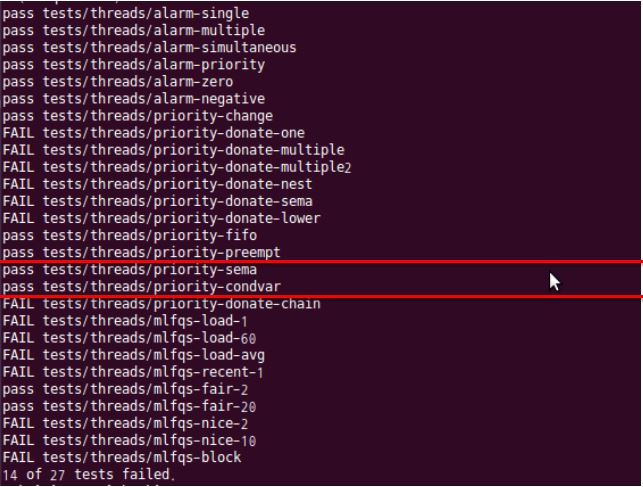 pass tests/threads/alarm-single
pass tests/threads/alarm-multiple
pass tests/threads/alarm-simultaneous
pass tests/threads/alarm-priority
pass tests/threads/alarm-zero
pass tests/threads/alarm-negative
pass tests/threads/priority-change
FAIL tests/threads/priority-donate-one
FAIL tests/threads/priority-donate-multiple
FAIL tests/threads/priority-donate-multiple2
FAIL tests/threads/priority-donate-nest
FAIL tests/threads/priority-donate-sema
FAIL tests/threads/priority-donate-lower
pass tests/threads/priority-fifo
pass tests/threads/priority-preempt
pass tests/threads/priority-sema
pass tests/threads/priority-condvar
FAIL tests/threads/priority-donate-chain
FAIL tests/threads/mlfqs-load-1
FAIL tests/threads/mlfqs-load-60
FAIL tests/threads/mlfqs-load-avg
FAIL tests/threads/mlfqs-recent-1
pass tests/threads/mlfqs-fair-2
pass tests/threads/mlfqs-fair-20
FAIL tests/threads/mlfqs-nice-2
FAIL tests/threads/mlfqs-nice-10
FAIL tests/threads/mlfqs-block
14 of 27 tests failed.